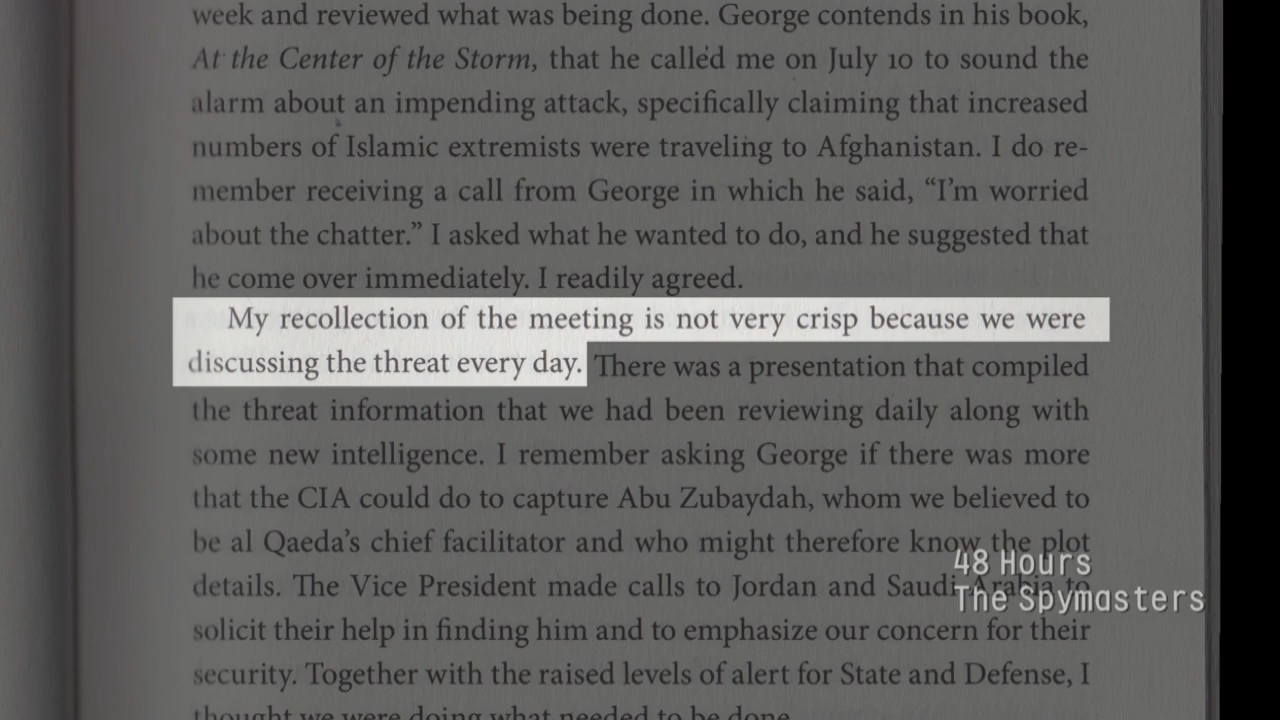 week and reviewed what was being done. George contends in his book,
At the Center of the Storm, that he called me on July 10 to sound the
alarm about an impending attack, specifically claiming that increased
numbers of Islamic extremists were traveling to Afghanistan. I do re-
member receiving a call from George in which he said, “I’m worried
about the chatter.” I asked what he wanted to do, and he suggested that
he come over immediately. I readily agreed.
My recollection of the meeting is not very crisp because we were
discussing the threat every day. There was a presentation that compiled
the threat information that we had been reviewing daily along with
some new intelligence. I remember asking George if there was more
that the CIA could do to capture Abu Zubaydah, whom we believed to
be al Qaeda’s chief facilitator and who might therefore know the plot
details. The Vice President made calls to Jordan and Saudi Arabia to
solicit their help in finding him and to emphasize our concern for their
security. Together with the raised levels of alert for State and Defense, I
thought we were doing what needed to be done.
48 Hours
The Spymasters